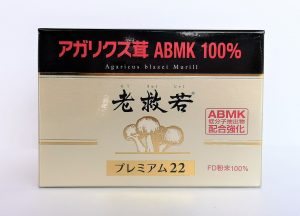 アガリクス茸 ABMK 100%
Agaricus blazei Murill
老救若
ABMK
低分子抽出物
配合強化
プレミアム22
FD粉末100%